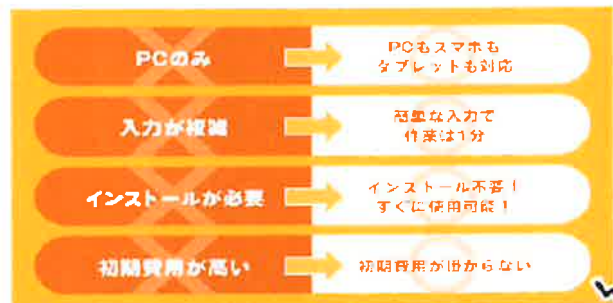 PCのみ
PCもスマホも
タブレットも対応
入力が複雑
簡単な入力で
作業は1分
インストールが必要
インストール不要！
すぐに使用可能！
初期費用が高い
初期費用が掛からない